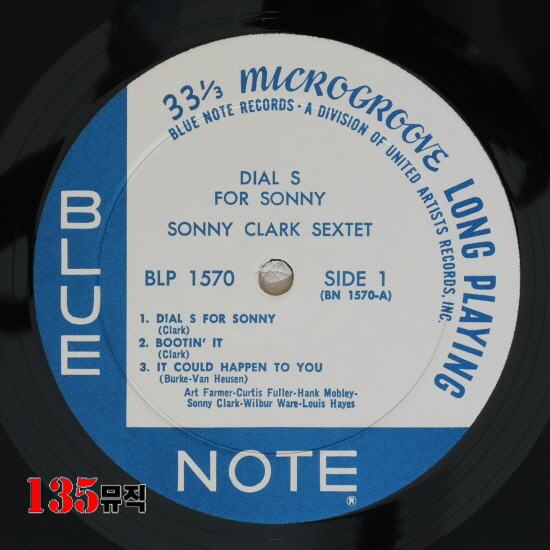 33⅓ MICROGROOVE LONG PLAYING
BLUE NOTE RECORDS · A DIVISION OF UNITED ARTISTS RECORDS, INC.
DIAL S
FOR SONNY
SONNY CLARK SEXTET
BLP 1570 SIDE 1
(BN 1570-A)
1. DIAL S FOR SONNY
(Clark)
2. BOOTIN' IT
(Clark)
3. IT COULD HAPPEN TO YOU
(Burke-Van Heusen)
Art Farmer-Curtis Fuller-Hank Mobley-
Sonny Clark-Wilbur Ware-Louis Hayes
BLUE
NOTE®
135뮤직